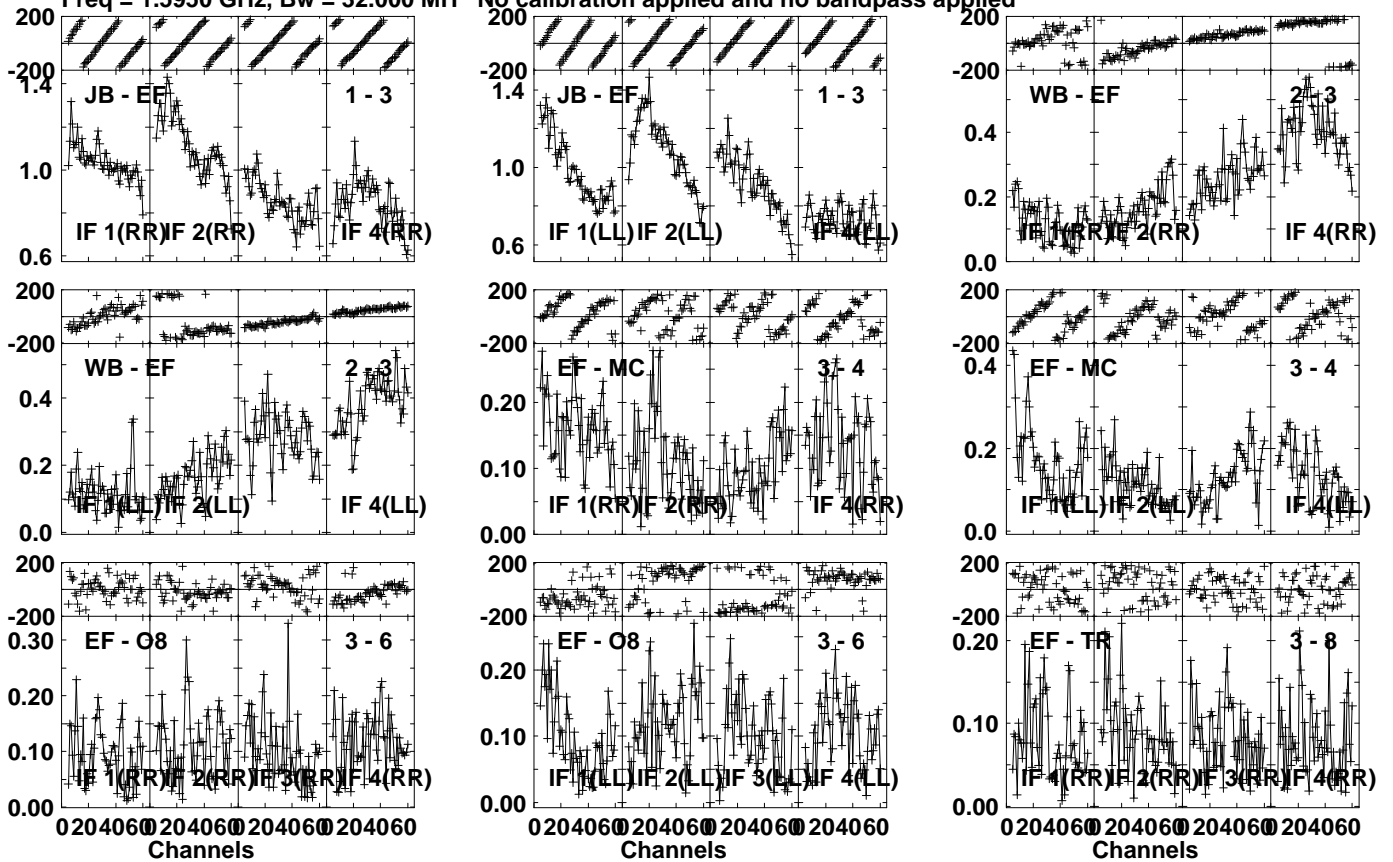 Freq = 1.5950 GHz, Bw = 32.000 MH No calibration applied and no bandpass applied
200
-200
1.4
1.0
0.6
JB - EF
1 - 3
IF 1(RR)
IF 2(RR)
IF 4(RR)
200
-200
1.4
1.0
0.6
JB - EF
1 - 3
IF 1(LL)
IF 2(LL)
IF 4(LL)
200
-200
0.4
0.2
0.0
WB - EF
2 - 3
IF 1(RR)
IF 2(RR)
IF 4(RR)
200
-200
0.4
0.2
0.0
WB - EF
2 - 3
IF 1(LL)
IF 2(LL)
IF 4(LL)
200
-200
0.20
0.10
0.00
EF - MC
3 - 4
IF 1(RR)
IF 2(RR)
IF 4(RR)
200
-200
0.4
0.2
0.0
EF - MC
3 - 4
IF 1(LL)
IF 2(LL)
IF 4(LL)
200
-200
0.30
0.20
0.10
0.00
EF - O8
3 - 6
IF 1(RR)
IF 2(RR)
IF 3(RR)
IF 4(RR)
0 20 40 60 0 20 40 60 0 20 40 60 0 20 40 60
Channels
200
-200
0.20
0.10
0.00
EF - O8
3 - 6
IF 1(LL)
IF 2(LL)
IF 3(LL)
IF 4(LL)
0 20 40 60 0 20 40 60 0 20 40 60 0 20 40 60
Channels
200
-200
0.20
0.10
0.00
EF - TR
3 - 8
IF 1(RR)
IF 2(RR)
IF 3(RR)
IF 4(RR)
0 20 40 60 0 20 40 60 0 20 40 60 0 20 40 60
Channels